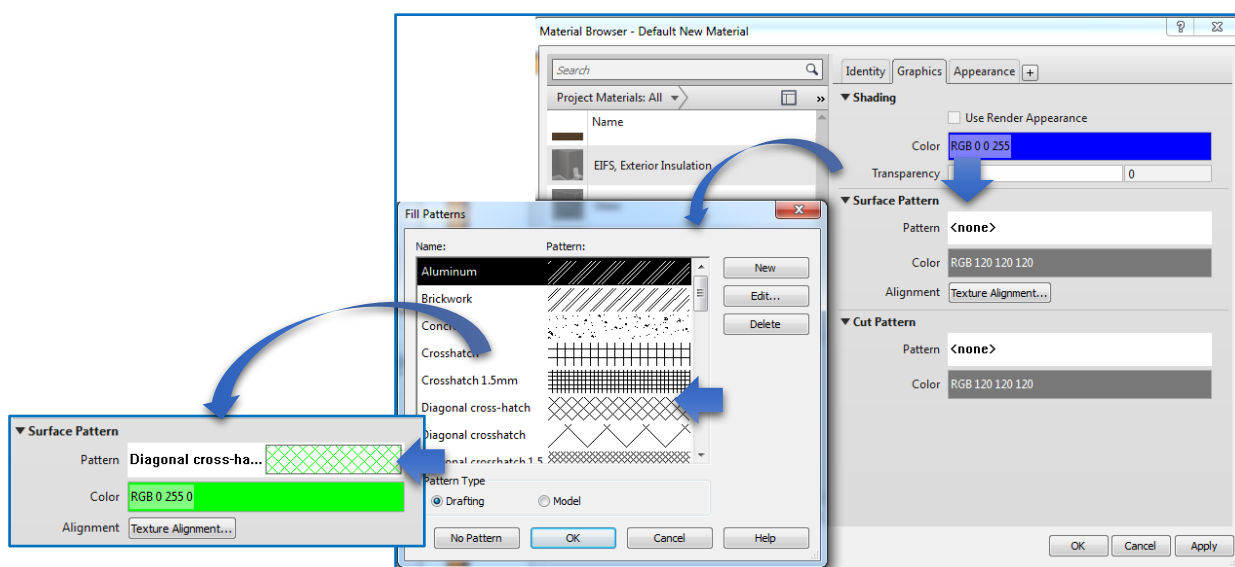 Material Browser - Default New Material
Search
Project Materials: All
Name
EIFS, Exterior Insulation
Identity Graphics Appearance
Shading
Use Render Appearance
Color RGB 0 0 255
Transparency 0
Surface Pattern
Pattern <none>
Color RGB 120 120 120
Alignment Texture Alignment...
Cut Pattern
Pattern <none>
Color RGB 120 120 120
OK Cancel Apply
Fill Patterns
Name: Pattern:
Aluminum
Brickwork
Crosshatch
Crosshatch 1.5mm
Diagonal cross-hatch
Diagonal crosshatch
Diagonal crosshatch 1.5
New
Edit...
Delete
Pattern Type
Drafting Model
No Pattern OK Cancel Help
Surface Pattern
Pattern Diagonal cross-ha...
Color RGB 0 255 0
Alignment Texture Alignment...